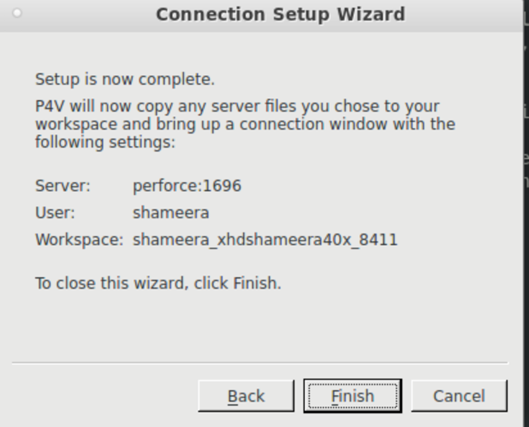 Connection Setup Wizard
Setup is now complete.
P4V will now copy any server files you chose to your
workspace and bring up a connection window with the
following settings:
Server: perforce:1696
User: shameera
Workspace: shameera_xhdshameera40x_8411
To close this wizard, click Finish.
Back Finish Cancel